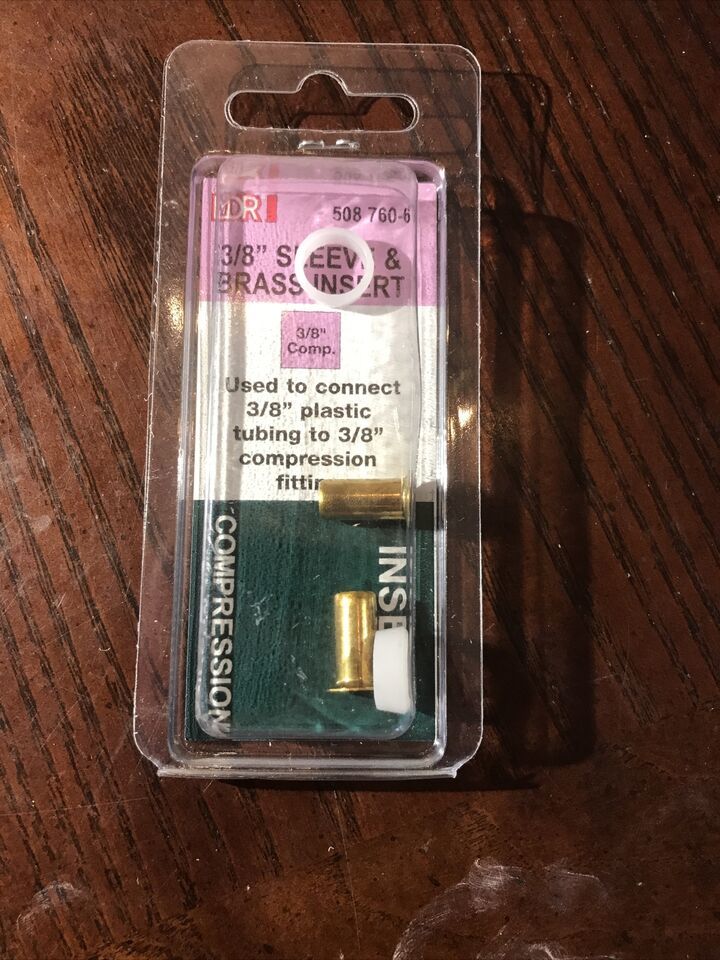 LDR
508 760-6
3/8” SLEEVE &
BRASS INSERT
3/8"
Comp.
Used to connect
3/8” plastic
tubing to 3/8”
compression
COMPRESSION